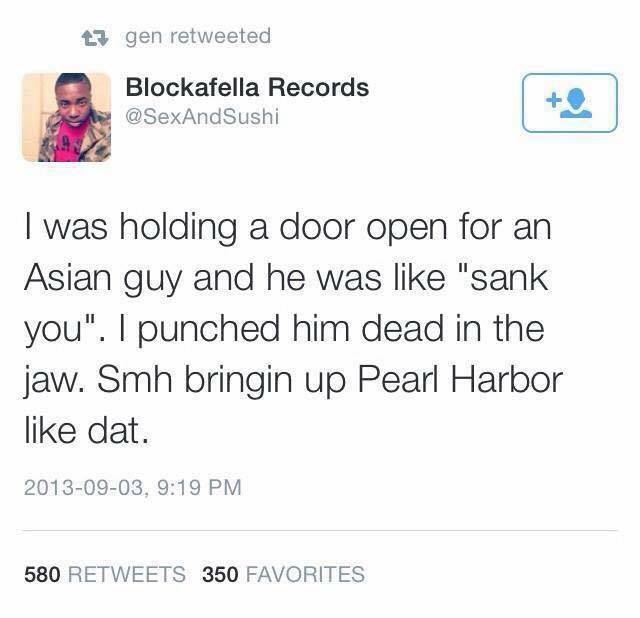 gen retweeted
Blockafella Records
@SexAndSushi
I was holding a door open for an
Asian guy and he was like "sank
you". I punched him dead in the
jaw. Smh bringin up Pearl Harbor
like dat.
2013-09-03, 9:19 PM
580 RETWEETS 350 FAVORITES